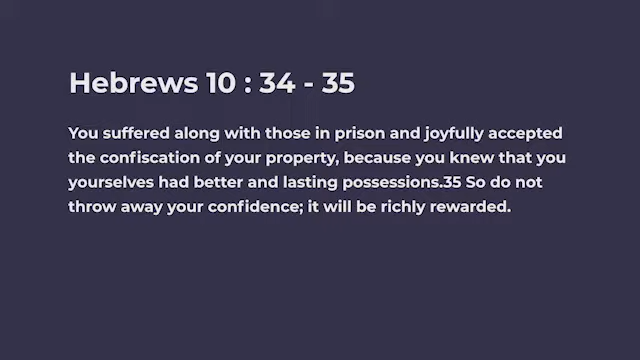 Hebrews 10 : 34 - 35
You suffered along with those in prison and joyfully accepted
the confiscation of your property, because you knew that you
yourselves had better and lasting possessions.35 So do not
throw away your confidence; it will be richly rewarded.